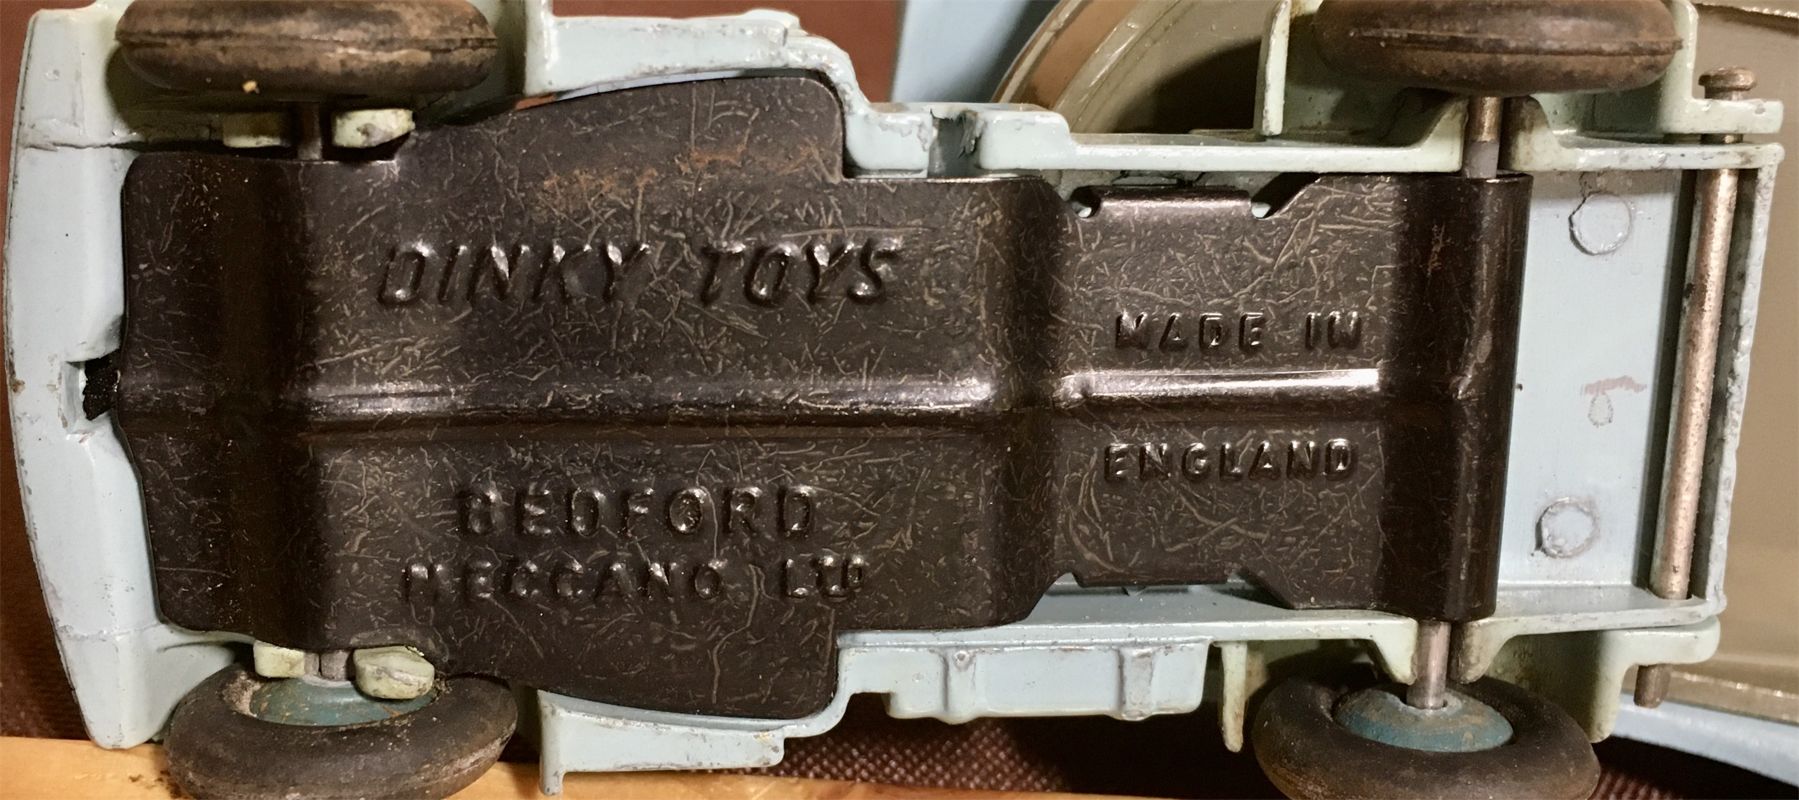 DINKY TOYS
BEDFORD
MECCANO LTD
MADE IN
ENGLAND